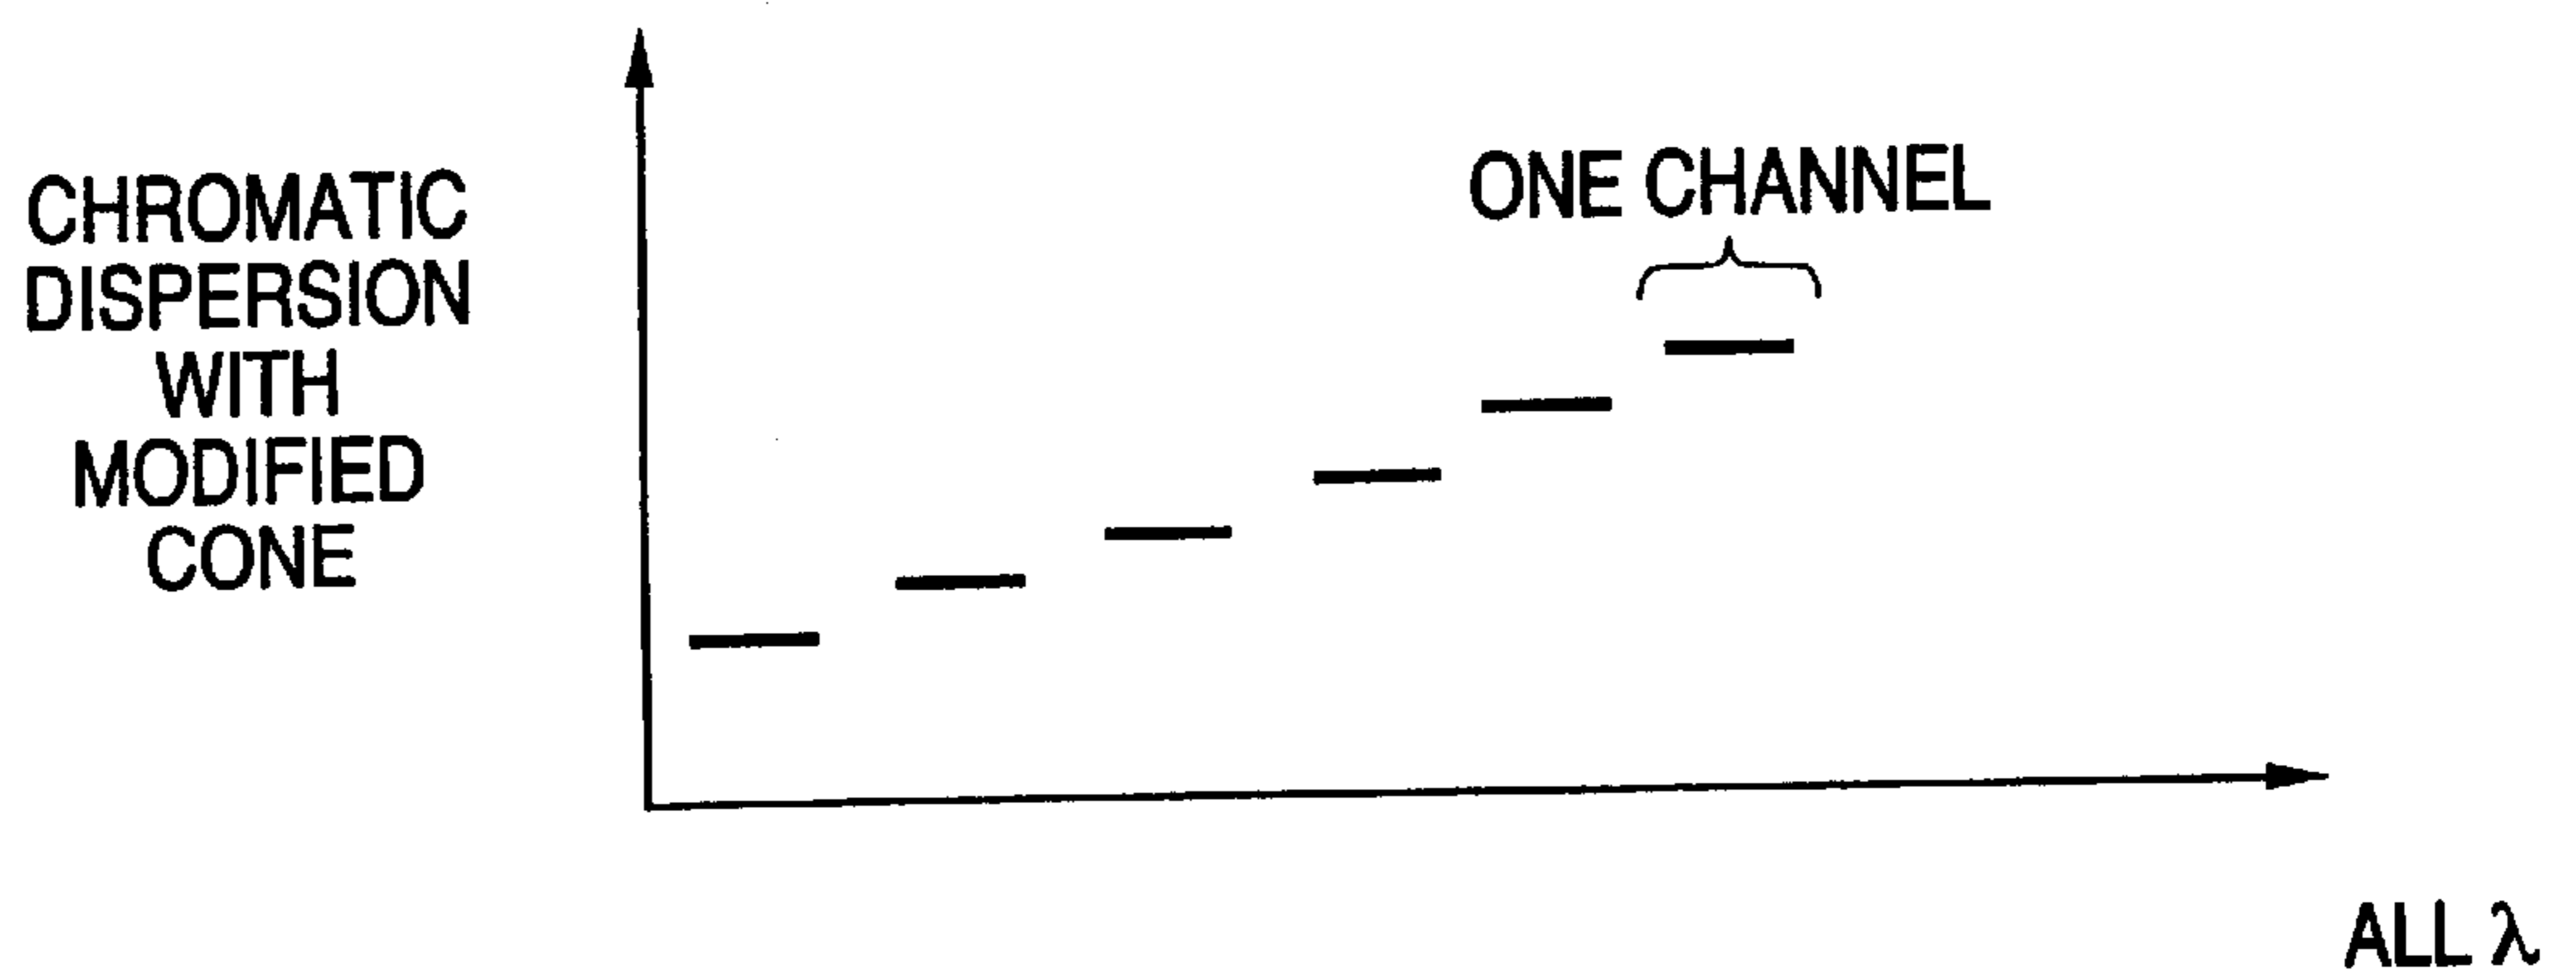 CHROMATIC
DISPERSION
WITH
MODIFIED
CONE
ONE CHANNEL
ALL λ